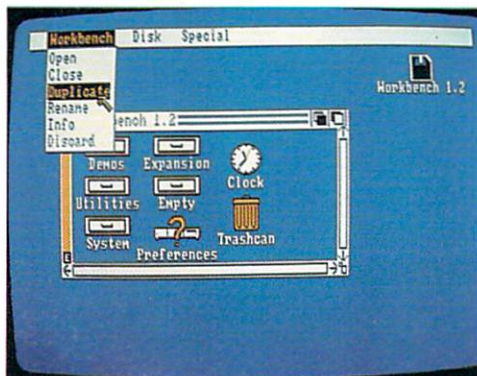 Workbench Disk Special
Open
Close
Duplicate
Rename
Info
Discard
Workbench 1.2
bench 1.2
Demos Expansion Clock
Utilities Empty
System Preferences Trashcan
E